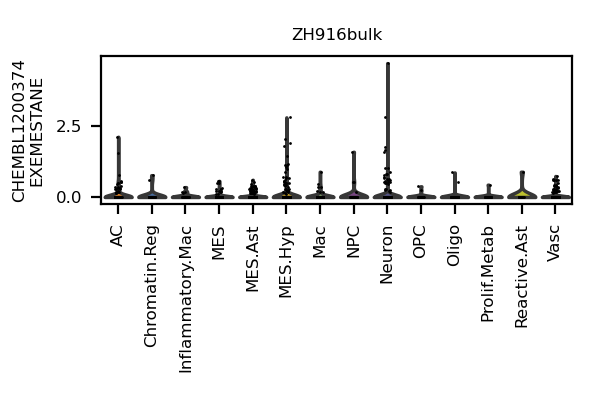 ZH916bulk
CHEMBL1200374
EXEMESTANE
2.5
0.0
AC
Chromatin.Reg
Inflammatory.Mac
MES
MES.Ast
MES.Hyp
Mac
NPC
Neuron
OPC
Oligo
Prolif.Metab
Reactive.Ast
Vasc